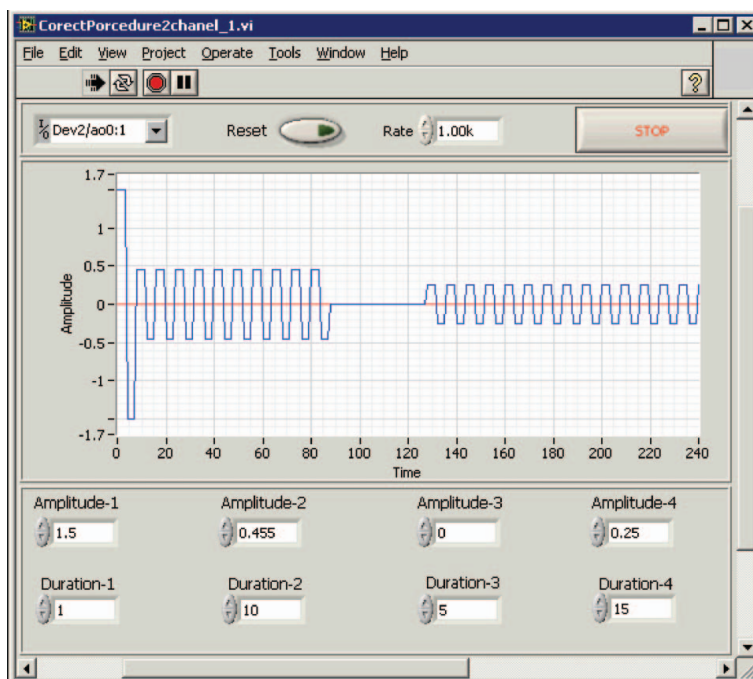 CorectPorcedure2chanel_1.vi
File Edit View Project Operate Tools Window Help
I/O Dev2/ao0:1 Reset Rate 1.00k STOP
1.7
1
0.5
0
-0.5
-1
-1.7
Amplitude
0 20 40 60 80 100 120 140 160 180 200 220 240
Time
Amplitude-1 Amplitude-2 Amplitude-3 Amplitude-4
1.5 0.455 0 0.25
Duration-1 Duration-2 Duration-3 Duration-4
1 10 5 15